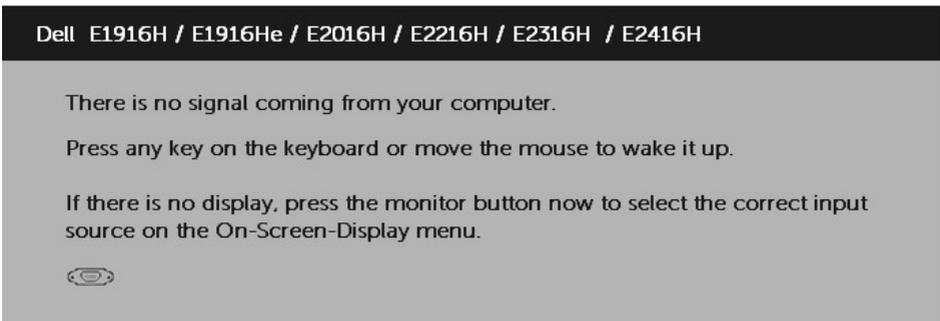 Dell E1916H / E1916He / E2016H / E2216H / E2316H / E2416H
There is no signal coming from your computer.
Press any key on the keyboard or move the mouse to wake it up.
If there is no display, press the monitor button now to select the correct input
source on the On-Screen-Display menu.